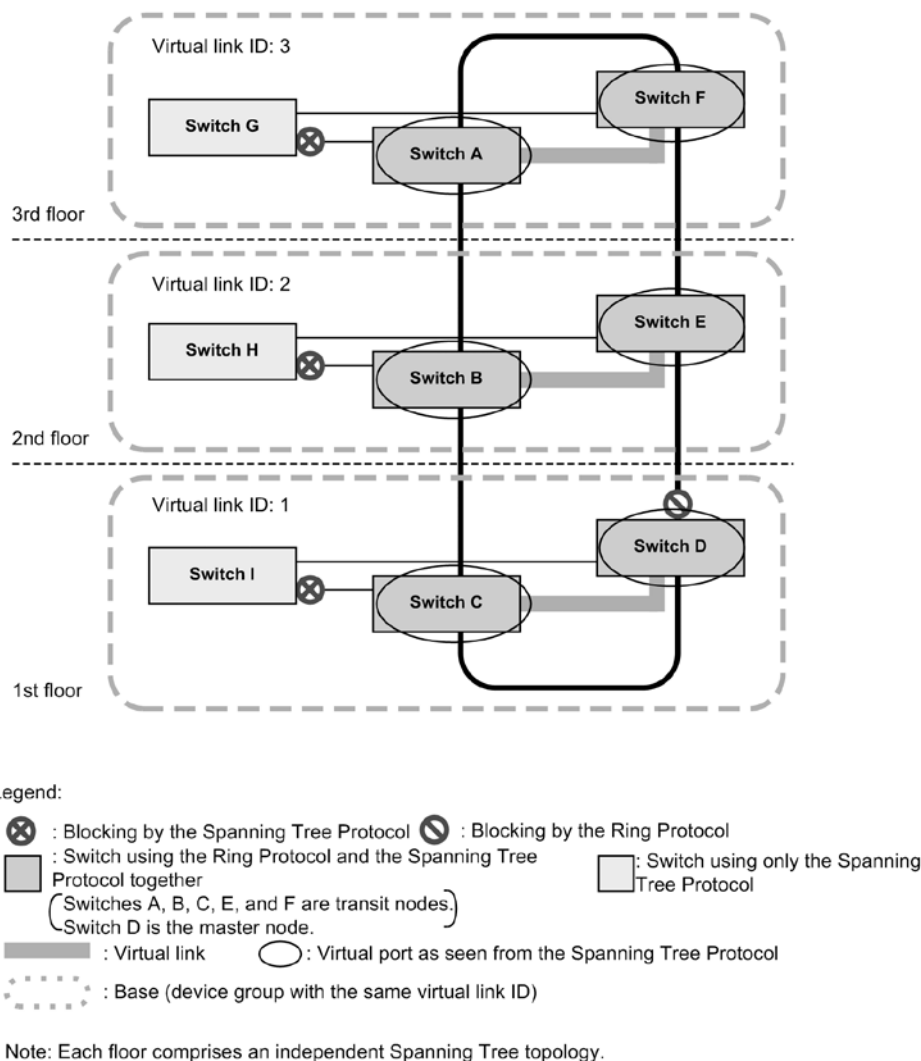 Virtual link ID: 3
Switch F
Switch G
Switch A
3rd floor
Virtual link ID: 2
Switch E
Switch H
Switch B
2nd floor
Virtual link ID: 1
Switch D
Switch I
Switch C
1st floor
egend:
: Blocking by the Spanning Tree Protocol : Blocking by the Ring Protocol
: Switch using the Ring Protocol and the Spanning Tree
Protocol together
: Switch using only the Spanning
Tree Protocol
Switches A, B, C, E, and F are transit nodes.
Switch D is the master node.
: Virtual link : Virtual port as seen from the Spanning Tree Protocol
: Base (device group with the same virtual link ID)
Note: Each floor comprises an independent Spanning Tree topology.